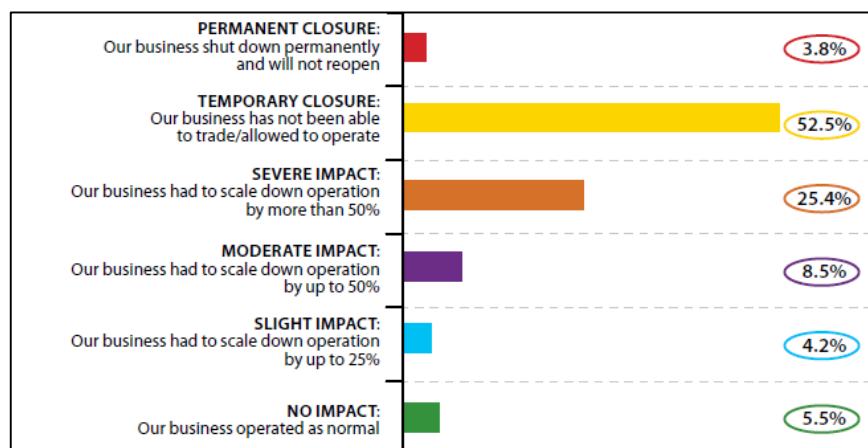 PERMANENT CLOSURE:
Our business shut down permanently
and will not reopen
3.8%
TEMPORARY CLOSURE:
Our business has not been able
to trade/allowed to operate
52.5%
SEVERE IMPACT:
Our business had to scale down operation
by more than 50%
25.4%
MODERATE IMPACT:
Our business had to scale down operation
by up to 50%
8.5%
SLIGHT IMPACT:
Our business had to scale down operation
by up to 25%
4.2%
NO IMPACT:
Our business operated as normal
5.5%